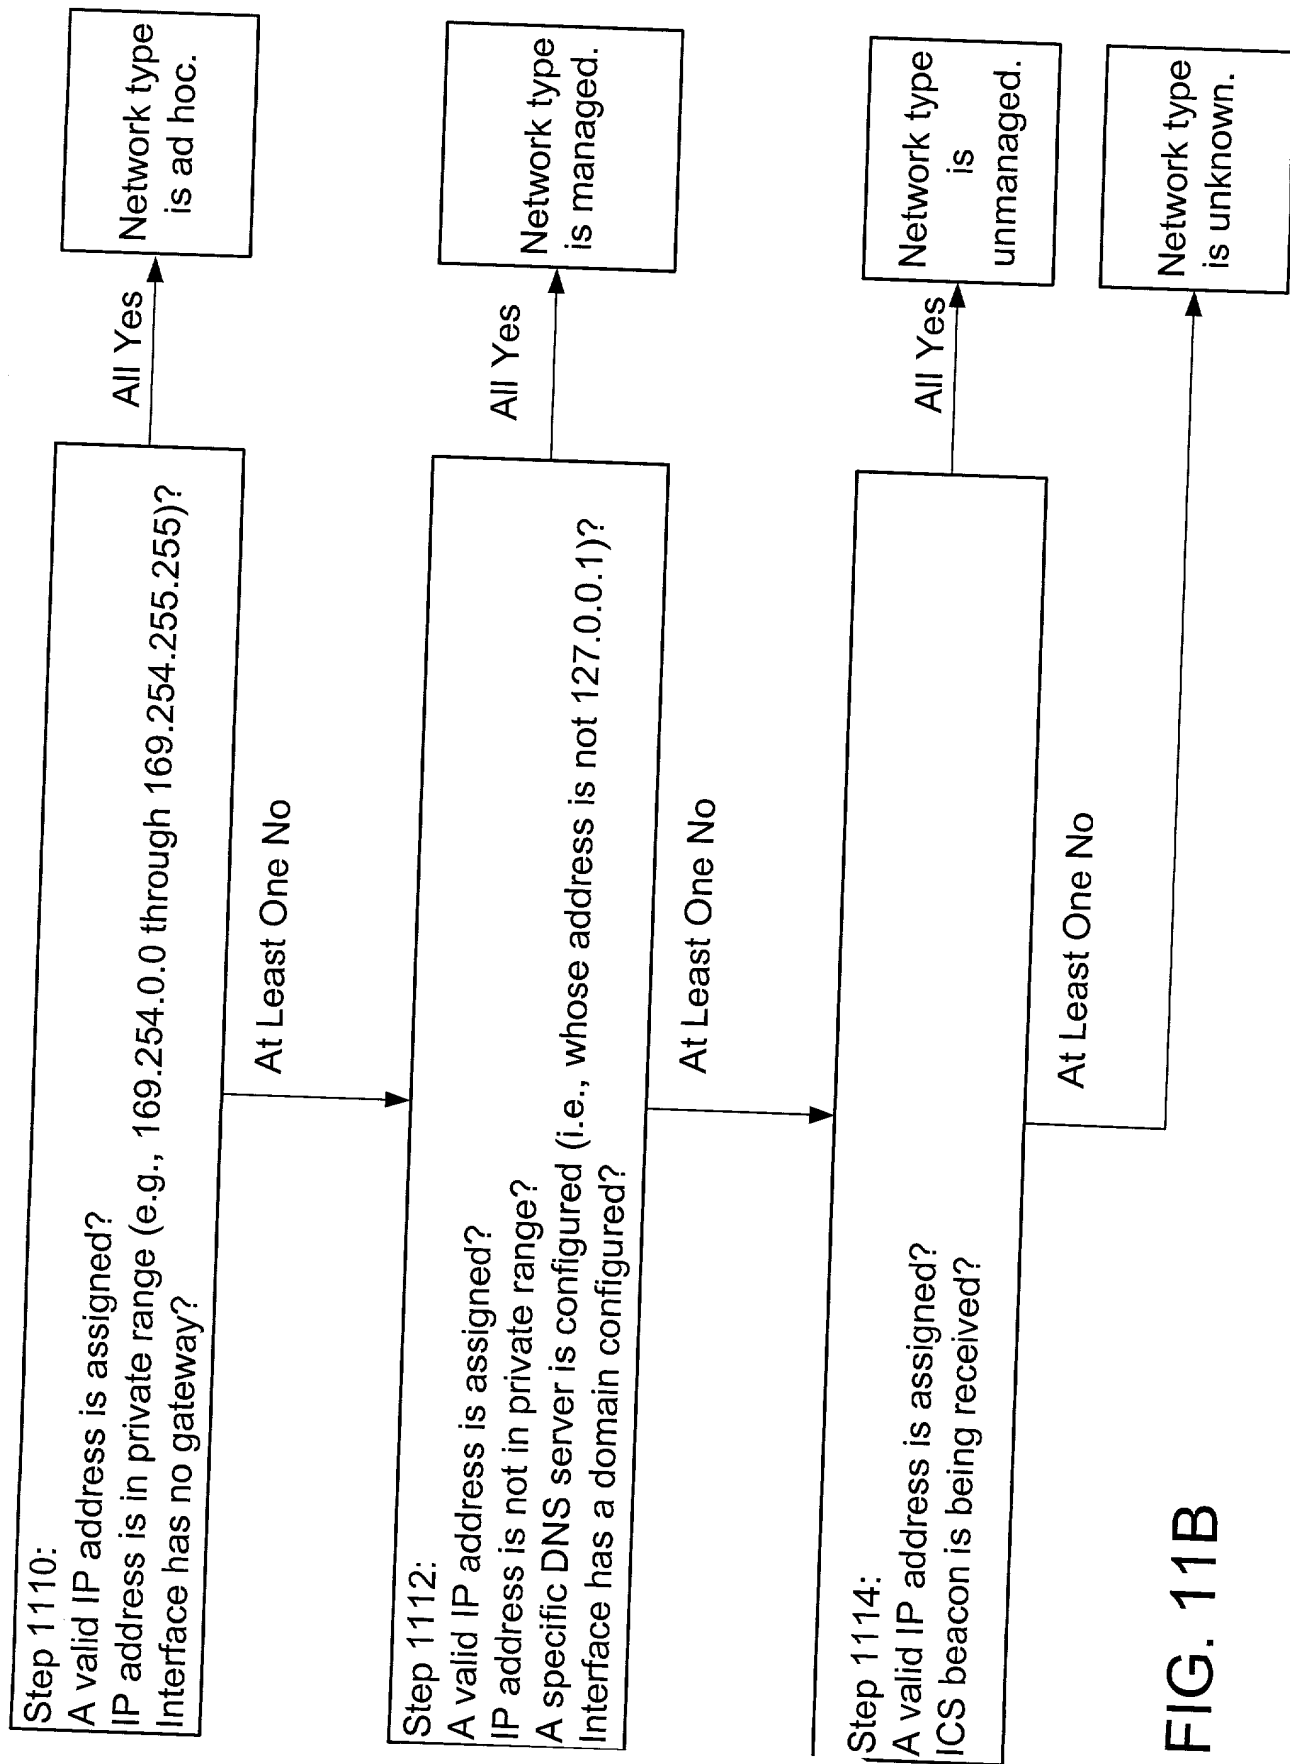 Step 1110:
A valid IP address is assigned?
IP address is in private range (e.g., 169.254.0.0 through 169.254.255.255)?
Interface has no gateway?
All Yes
Network type
is ad hoc.
At Least One No
Step 1112:
A valid IP address is assigned?
IP address is not in private range?
A specific DNS server is configured (i.e., whose address is not 127.0.0.1)?
Interface has a domain configured?
All Yes
Network type
is managed.
At Least One No
Step 1114:
A valid IP address is assigned?
ICS beacon is being received?
All Yes
Network type
is
unmanaged.
At Least One No
Network type
is unknown.
FIG. 11B